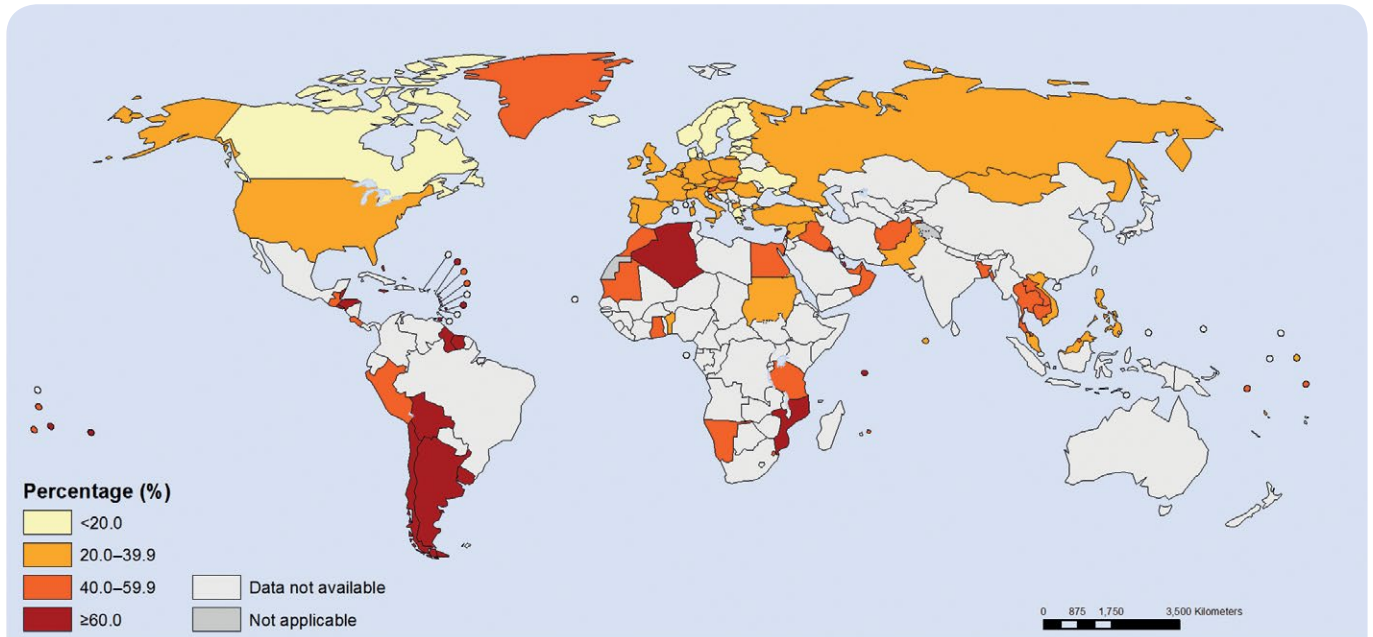 Percentage (%)
<20.0
20.0–39.9
40.0–59.9
≥60.0
Data not available
Not applicable
0 875 1,750 3,500 Kilometers